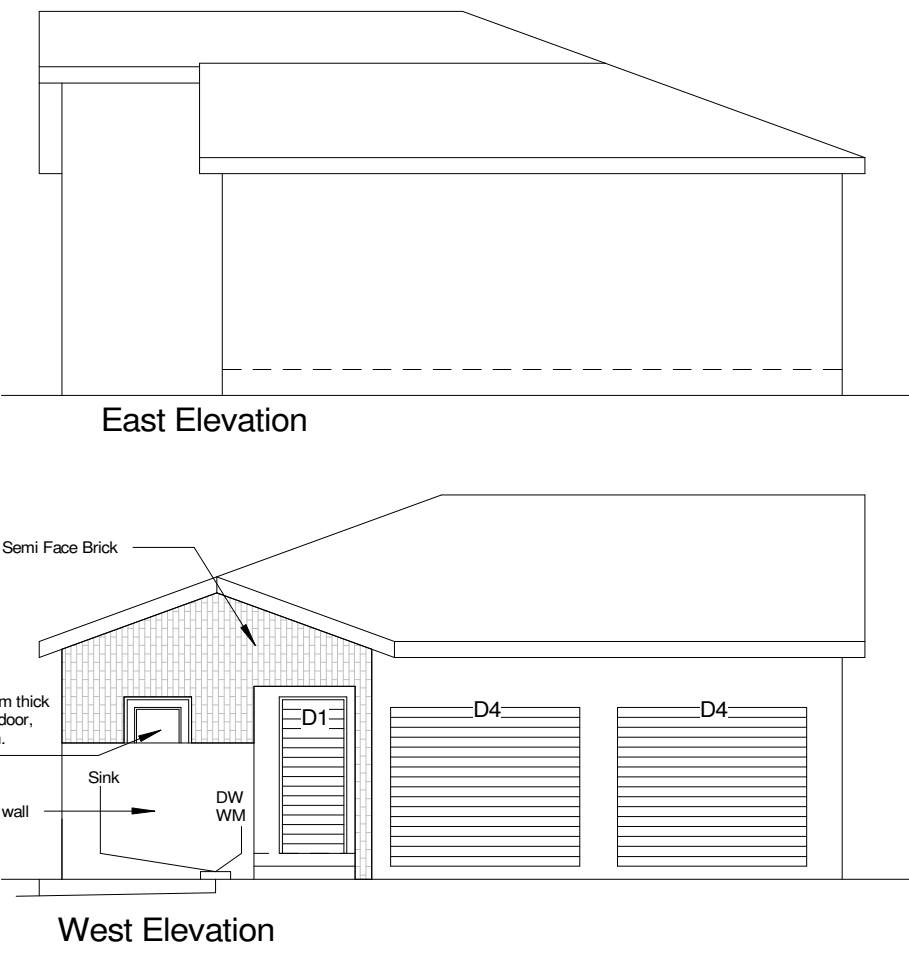 East Elevation
Semi Face Brick
thick
door,
D1
D4
D4
Sink
DW
WM
wall
West Elevation